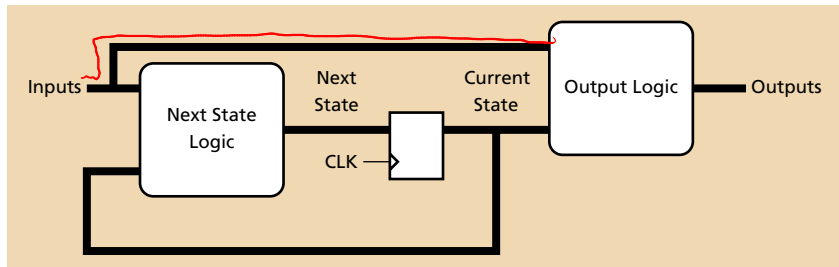 Inputs
Next State
Logic
Next
State
CLK
Current
State
Output Logic
Outputs